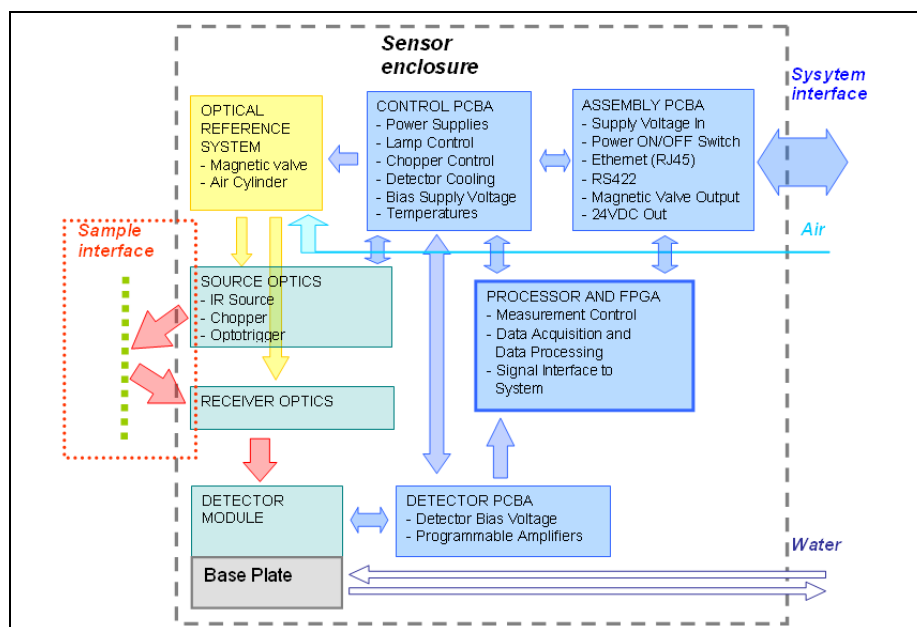 Sensor
enclosure
Sysytem
interface
OPTICAL
REFERENCE
SYSTEM
- Magnetic valve
- Air Cylinder
CONTROL PCBA
- Power Supplies
- Lamp Control
- Chopper Control
- Detector Cooling
- Bias Supply Voltage
- Temperatures
ASSEMBLY PCBA
- Supply Voltage In
- Power ON/OFF Switch
- Ethernet (RJ45)
- RS422
- Magnetic Valve Output
- 24VDC Out
Sample
interface
Air
SOURCE OPTICS
- IR Source
- Chopper
- Optotrigger
PROCESSOR AND FPGA
- Measurement Control
- Data Acquisition and
Data Processing
- Signal Interface to
System
RECEIVER OPTICS
DETECTOR
MODULE
DETECTOR PCBA
- Detector Bias Voltage
- Programmable Amplifiers
Water
Base Plate